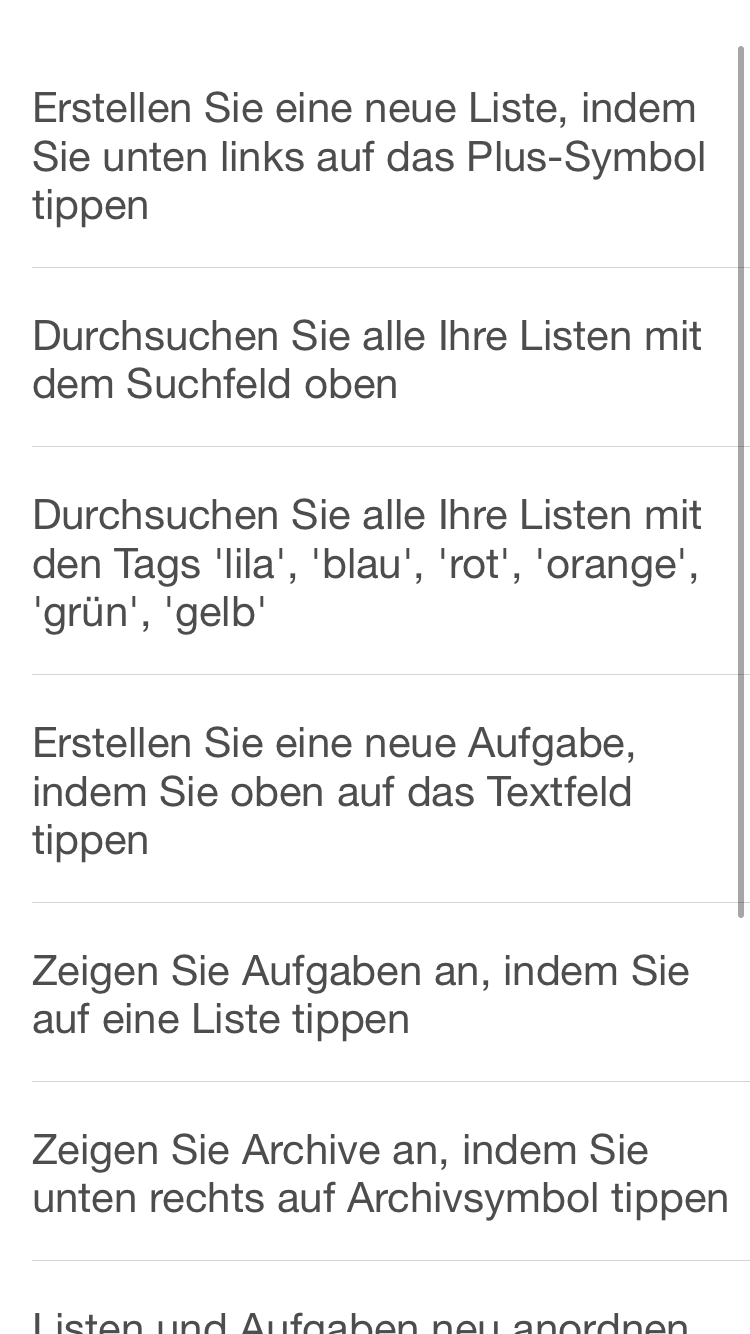 Erstellen Sie eine neue Liste, indem
Sie unten links auf das Plus-Symbol
tippen
Durchsuchen Sie alle Ihre Listen mit
dem Suchfeld oben
Durchsuchen Sie alle Ihre Listen mit
den Tags 'lila', 'blau', 'rot', 'orange',
'grün', 'gelb'
Erstellen Sie eine neue Aufgabe,
indem Sie oben auf das Textfeld
tippen
Zeigen Sie Aufgaben an, indem Sie
auf eine Liste tippen
Zeigen Sie Archive an, indem Sie
unten rechts auf Archivsymbol tippen
Listen und Aufgaben neu anordnen